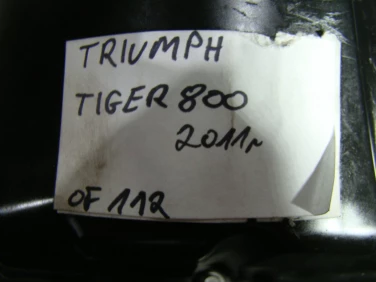 TRIUMPH
TIGER 800
2011r
OF 112